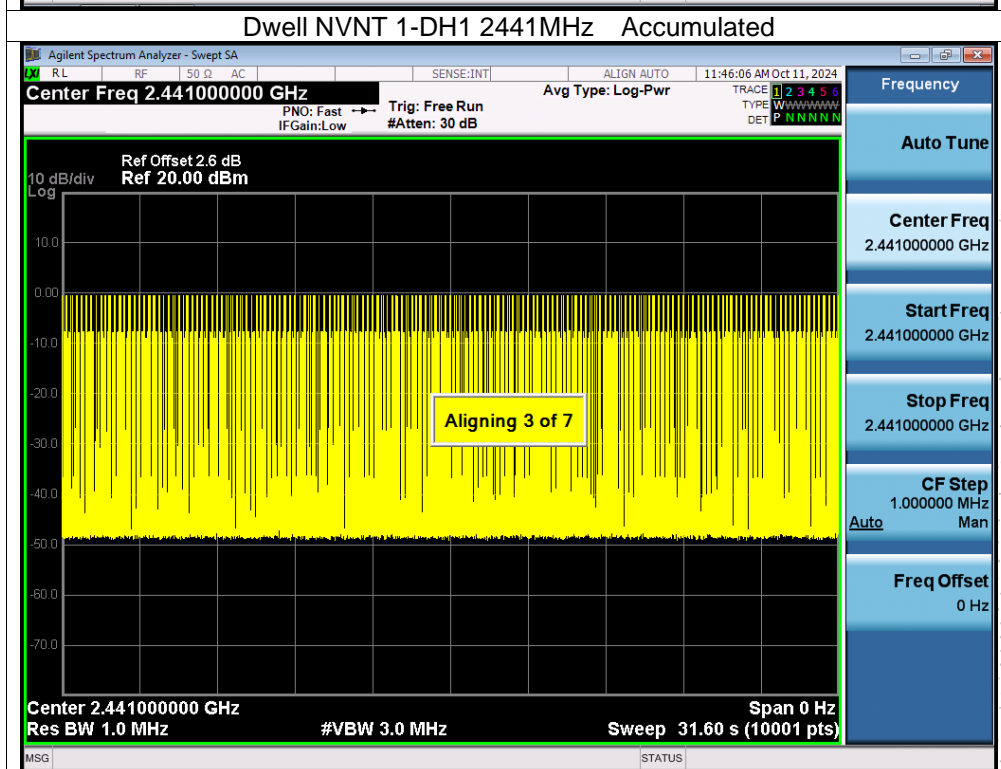 Dwell NVNT 1-DH1 2441MHz Accumulated
Agilent Spectrum Analyzer - Swept SA
LXI RL RF 50 Ω AC SENSE:INT ALIGN AUTO 11:46:06 AM Oct 11, 2024
Center Freq 2.441000000 GHz
PNO: Fast
IFGain:Low
Trig: Free Run
#Atten: 30 dB
Avg Type: Log-Pwr
TRACE 1 2 3 4 5 6
TYPE WWWWWWW
DET P N N N N N
Frequency
Auto Tune
Center Freq
2.441000000 GHz
Start Freq
2.441000000 GHz
Stop Freq
2.441000000 GHz
CF Step
1.000000 MHz
Auto Man
Freq Offset
0 Hz
Ref Offset 2.6 dB
10 dB/div Ref 20.00 dBm
Log
10.0
0.00
-10.0
-20.0
-30.0
-40.0
-50.0
-60.0
-70.0
Aligning 3 of 7
Center 2.441000000 GHz Span 0 Hz
Res BW 1.0 MHz #VBW 3.0 MHz Sweep 31.60 s (10001 pts)
MSG STATUS